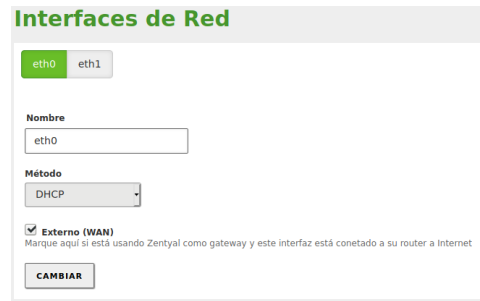 Interfaces de Red
eth0 eth1
Nombre
eth0
Método
DHCP
Externo (WAN)
Marque aquí si está usando Zentyal como gateway y este interfaz está conetado a su router a Internet
CAMBIAR